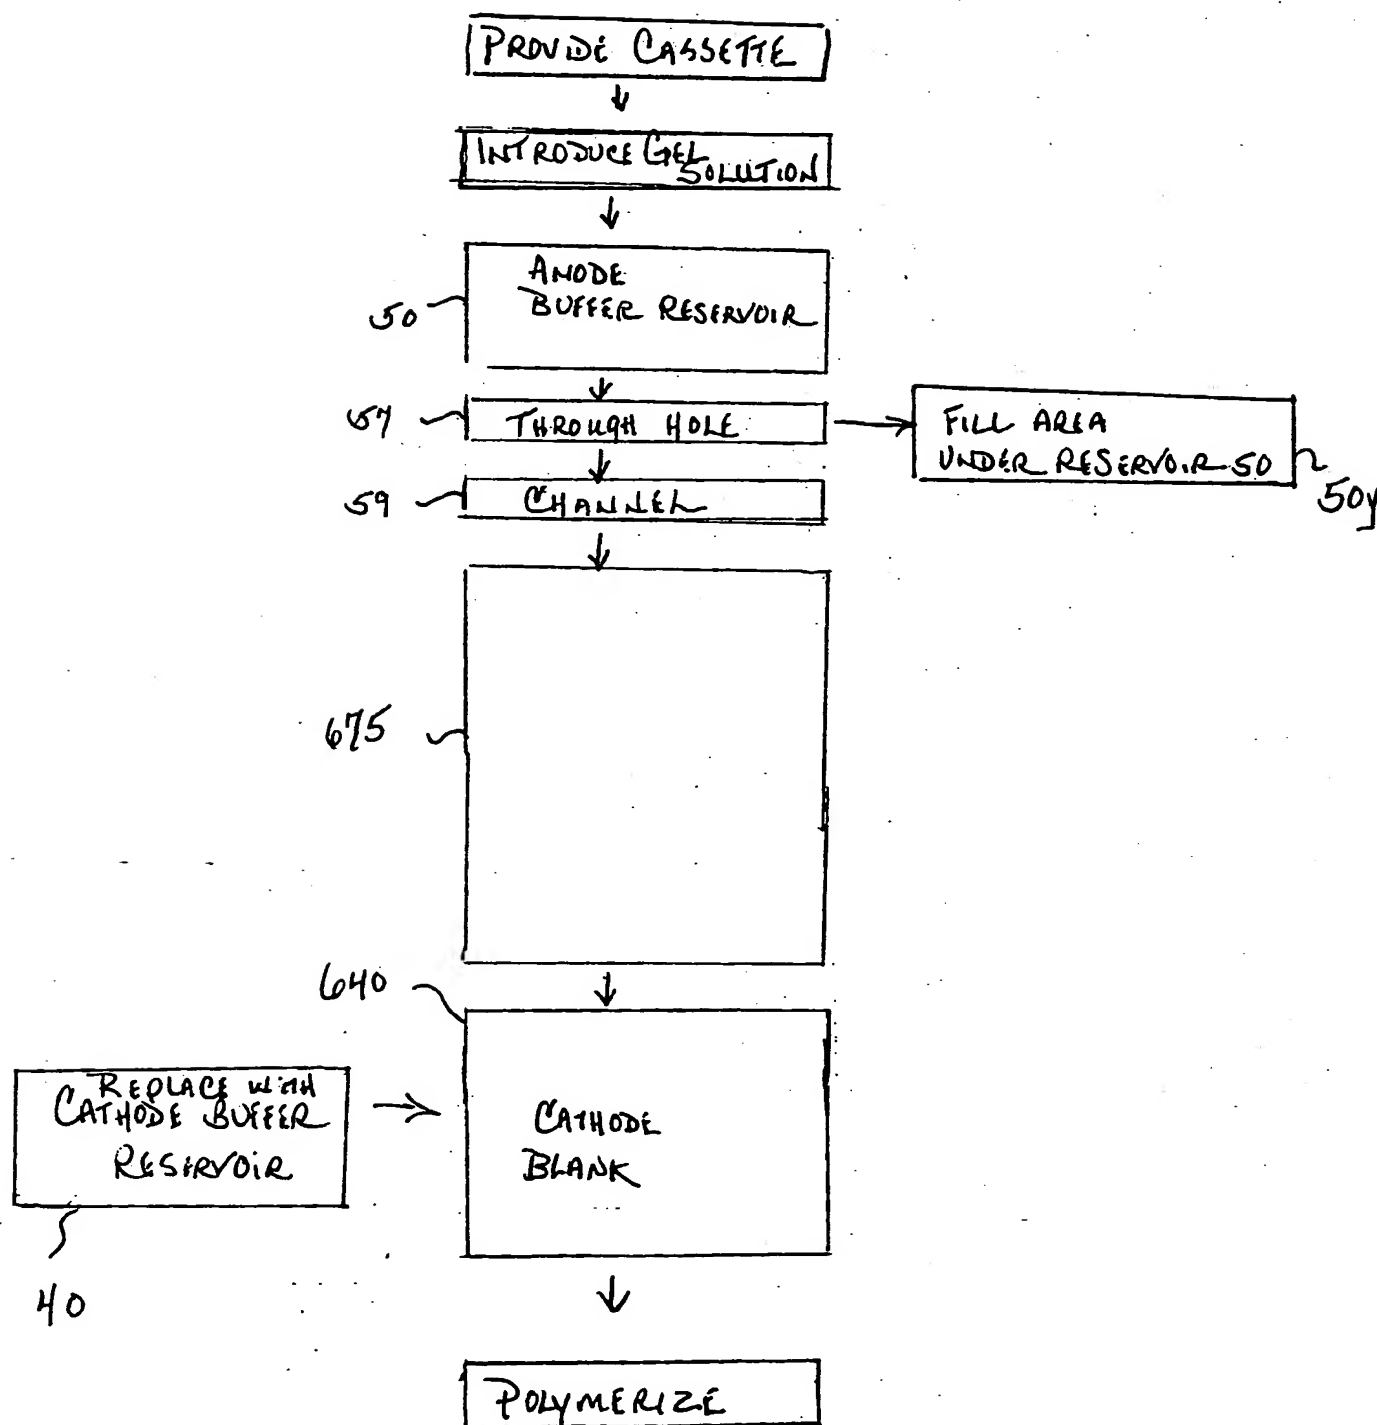 PROVIDE CASSETTE
INTRODUCE GEL
SOLUTION
ANODE
BUFFER RESERVOIR
50
57
THROUGH HOLE
FILL AREA
UNDER RESERVOIR 50
50y
59
CHANNEL
675
640
REPLACE WITH
CATHODE BUFFER
RESERVOIR
40
CATHODE
BLANK
POLYMERIZE